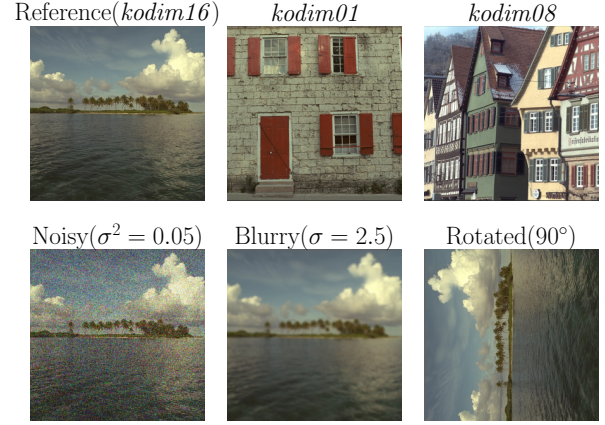 Reference(kodim16)
kodim01
kodim08
Noisy(σ² = 0.05)
Blurry(σ = 2.5)
Rotated(90°)